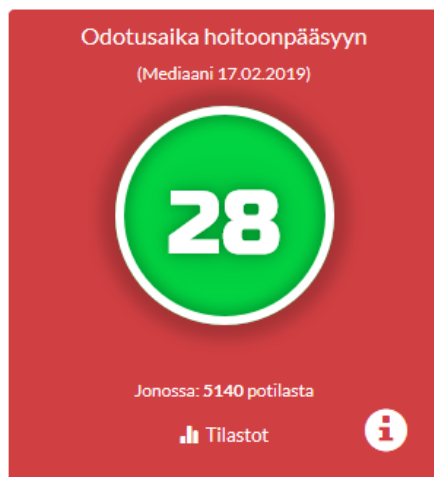 Odotusaika hoitoonpääsyyn
(Mediaani 17.02.2019)
28
Jonossa: 5140 potilasta
Tilastot
i